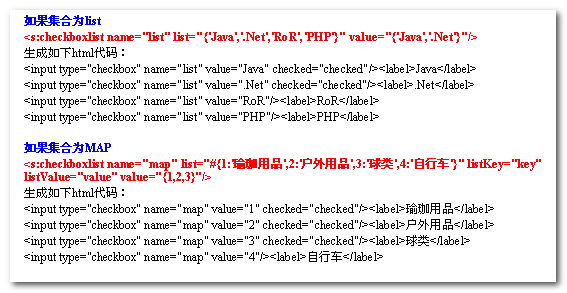 如果集合为list
<s:checkboxlist name="list" list="{'Java','.Net','RoR','PHP'}" value="{'Java','.Net'}"/>
生成如下html代码：
<input type="checkbox" name="list" value="Java" checked="checked"/><label>Java</label>
<input type="checkbox" name="list" value=".Net" checked="checked"/><label>.Net</label>
<input type="checkbox" name="list" value="RoR"/><label>RoR</label>
<input type="checkbox" name="list" value="PHP"/><label>PHP</label>
如果集合为MAP
<s:checkboxlist name="map" list="#{1:'瑜珈用品',2:'户外用品',3:'球类',4:'自行车'}" listKey="key"
listValue="value" value="{1,2,3}"/>
生成如下html代码：
<input type="checkbox" name="map" value="1" checked="checked"/><label>瑜珈用品</label>
<input type="checkbox" name="map" value="2" checked="checked"/><label>户外用品</label>
<input type="checkbox" name="map" value="3" checked="checked"/><label>球类</label>
<input type="checkbox" name="map" value="4"/><label>自行车</label>